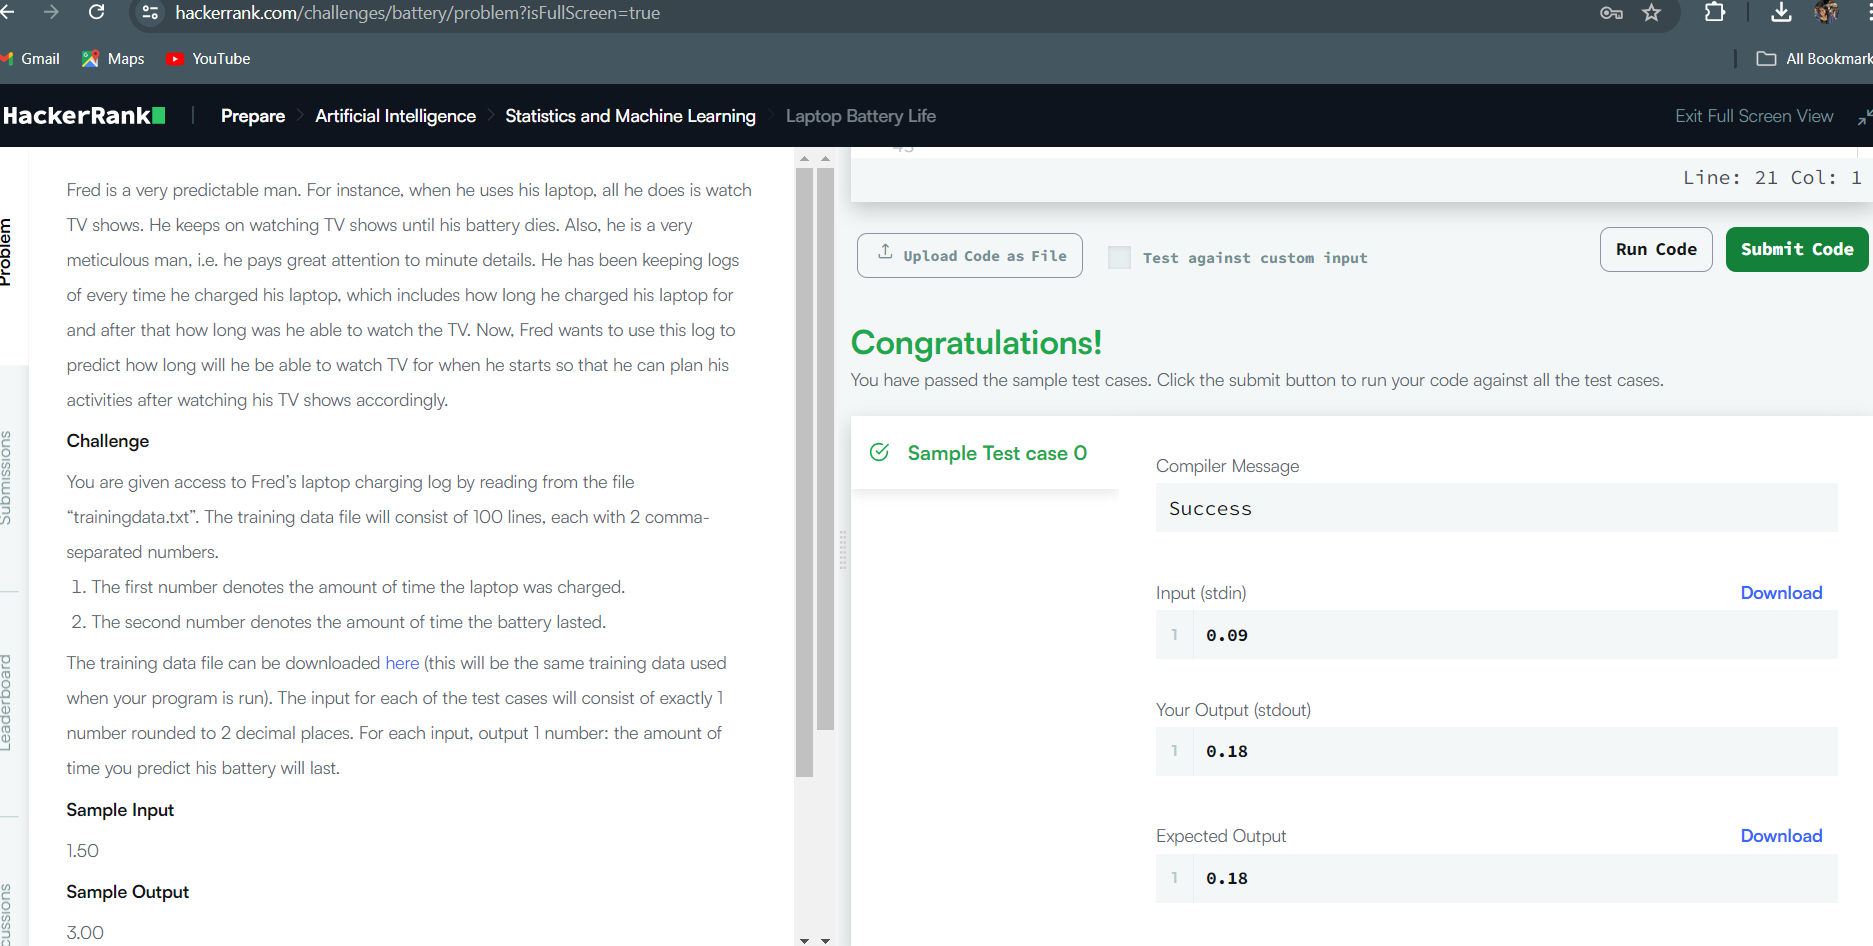 hackerrank.com/challenges/battery/problem?isFullScreen=true
Gmail
Maps
YouTube
All Bookmark
HackerRank
Prepare
Artificial Intelligence
Statistics and Machine Learning
Laptop Battery Life
Exit Full Screen View
Problem
Submissions
Leaderboard
Fred is a very predictable man. For instance, when he uses his laptop, all he does is watch
TV shows. He keeps on watching TV shows until his battery dies. Also, he is a very
meticulous man, i.e. he pays great attention to minute details. He has been keeping logs
of every time he charged his laptop, which includes how long he charged his laptop for
and after that how long was he able to watch the TV. Now, Fred wants to use this log to
predict how long will he be able to watch TV for when he starts so that he can plan his
activities after watching his TV shows accordingly.
Challenge
You are given access to Fred’s laptop charging log by reading from the file
“trainingdata.txt”. The training data file will consist of 100 lines, each with 2 comma-
separated numbers.
1. The first number denotes the amount of time the laptop was charged.
2. The second number denotes the amount of time the battery lasted.
The training data file can be downloaded here (this will be the same training data used
when your program is run). The input for each of the test cases will consist of exactly 1
number rounded to 2 decimal places. For each input, output 1 number: the amount of
time you predict his battery will last.
Sample Input
1.50
Sample Output
3.00
Line: 21 Col: 1
Upload Code as File
Test against custom input
Run Code
Submit Code
Congratulations!
You have passed the sample test cases. Click the submit button to run your code against all the test cases.
Sample Test case 0
Compiler Message
Success
Input (stdin)
Download
1 0.09
Your Output (stdout)
1 0.18
Expected Output
Download
1 0.18